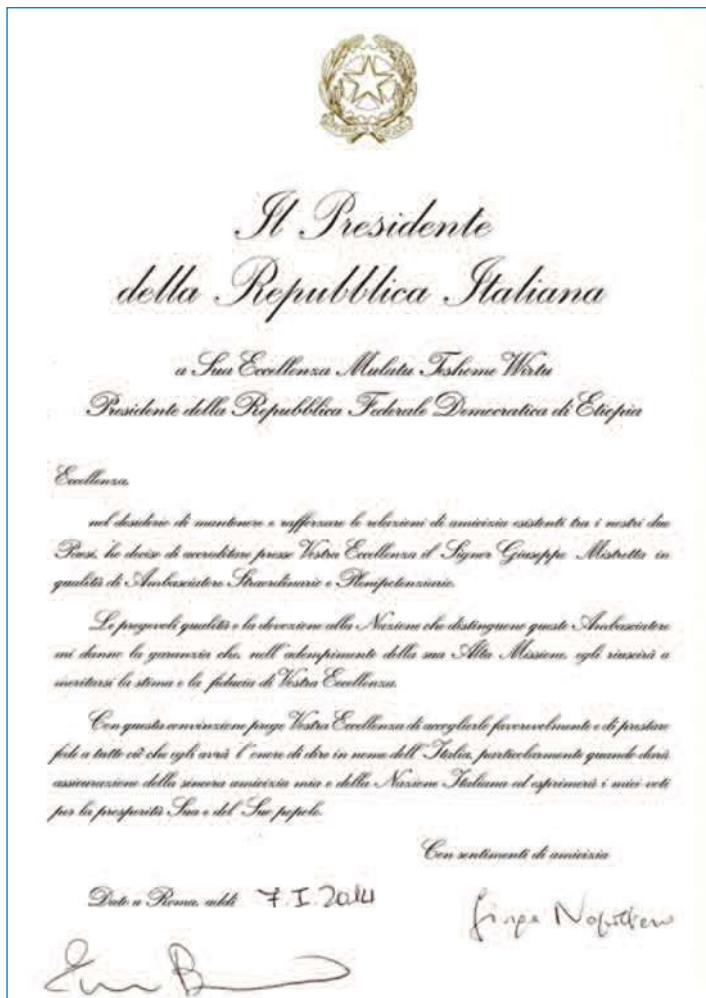 Il Presidente
della Repubblica Italiana
a Sua Eccellenza Mulatu Teshome Wirtu
Presidente della Repubblica Federale Democratica di Etiopia
Eccellenza,
nel desiderio di mantenere e rafforzare le relazioni di amicizia esistenti tra i nostri due
Paesi, ho deciso di accreditare presso Vostra Eccellenza il Signor Giuseppe Mistretta in
qualità di Ambasciatore Straordinario e Plenipotenziario.
Le pregevoli qualità e la devozione alla Nazione che distinguono questo Ambasciatore
mi danno la garanzia che, nell'adempimento della sua Alta Missione, egli riuscirà a
meritarsi la stima e la fiducia di Vostra Eccellenza.
Con questa convinzione prego Vostra Eccellenza di accoglierlo favorevolmente e di prestare
fede a tutto ciò che egli avrà l'onore di dire in nome dell'Italia, particolarmente quando darà
assicurazione della sincera amicizia mia e della Nazione Italiana ed esprimerà i miei voti
per la prosperità Sua e del Suo popolo.
Con sentimenti di amicizia
Dato a Roma, addì 7.I.2014